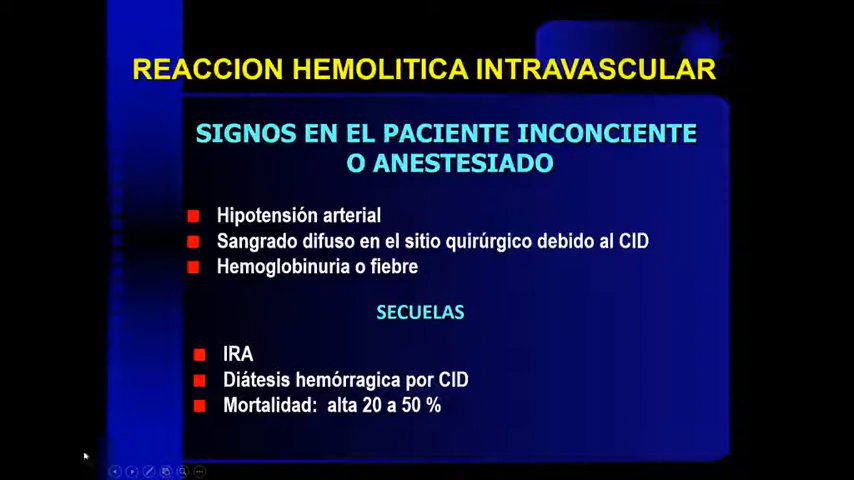 REACCION HEMOLITICA INTRAVASCULAR
SIGNOS EN EL PACIENTE INCONCIENTE
O ANESTESIADO
Hipotensión arterial
Sangrado difuso en el sitio quirúrgico debido al CID
Hemoglobinuria o fiebre
SECUELAS
IRA
Diátesis hemórragica por CID
Mortalidad: alta 20 a 50 %